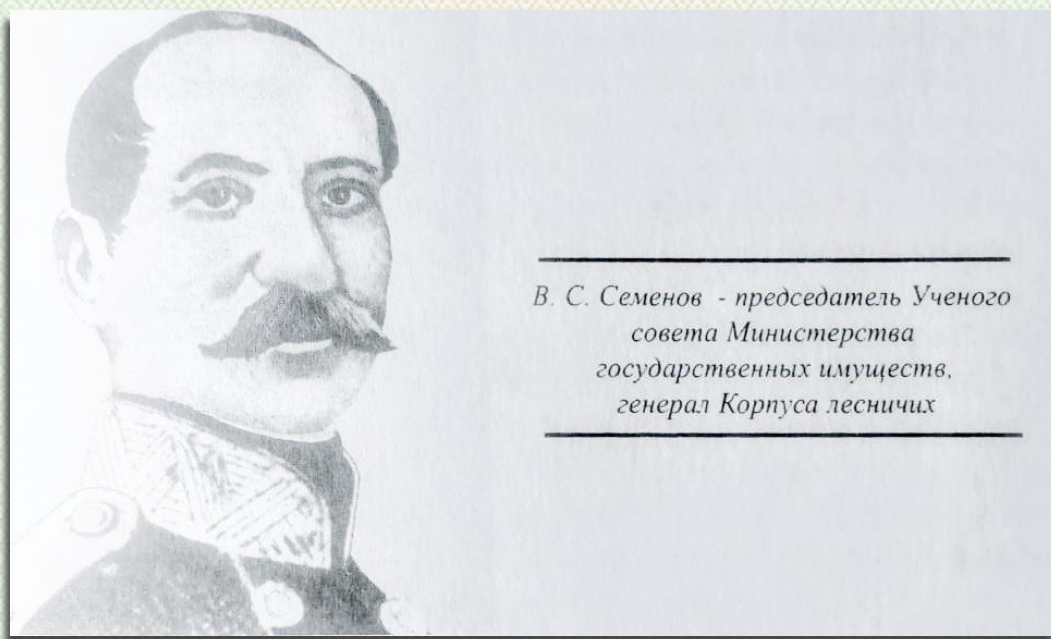 В. С. Семенов - председатель Ученого
совета Министерства
государственных имуществ,
генерал Корпуса лесничих